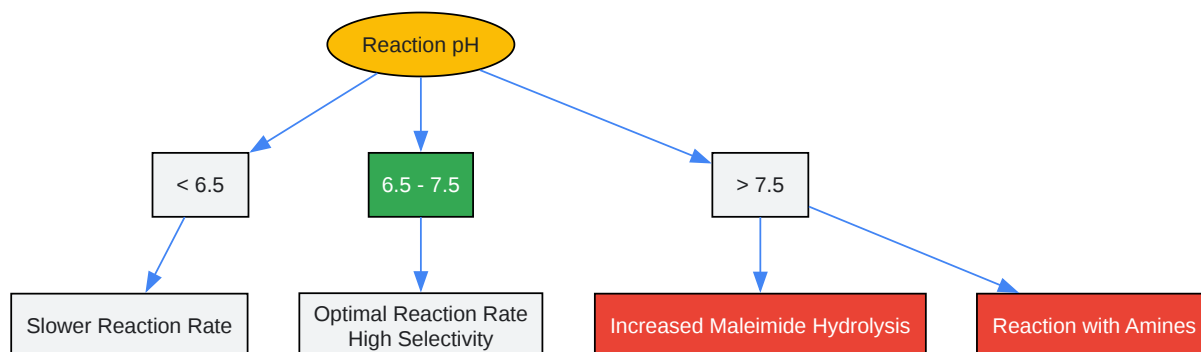 Reaction pH
< 6.5
6.5 - 7.5
> 7.5
Slower Reaction Rate
Optimal Reaction Rate
High Selectivity
Increased Maleimide Hydrolysis
Reaction with Amines